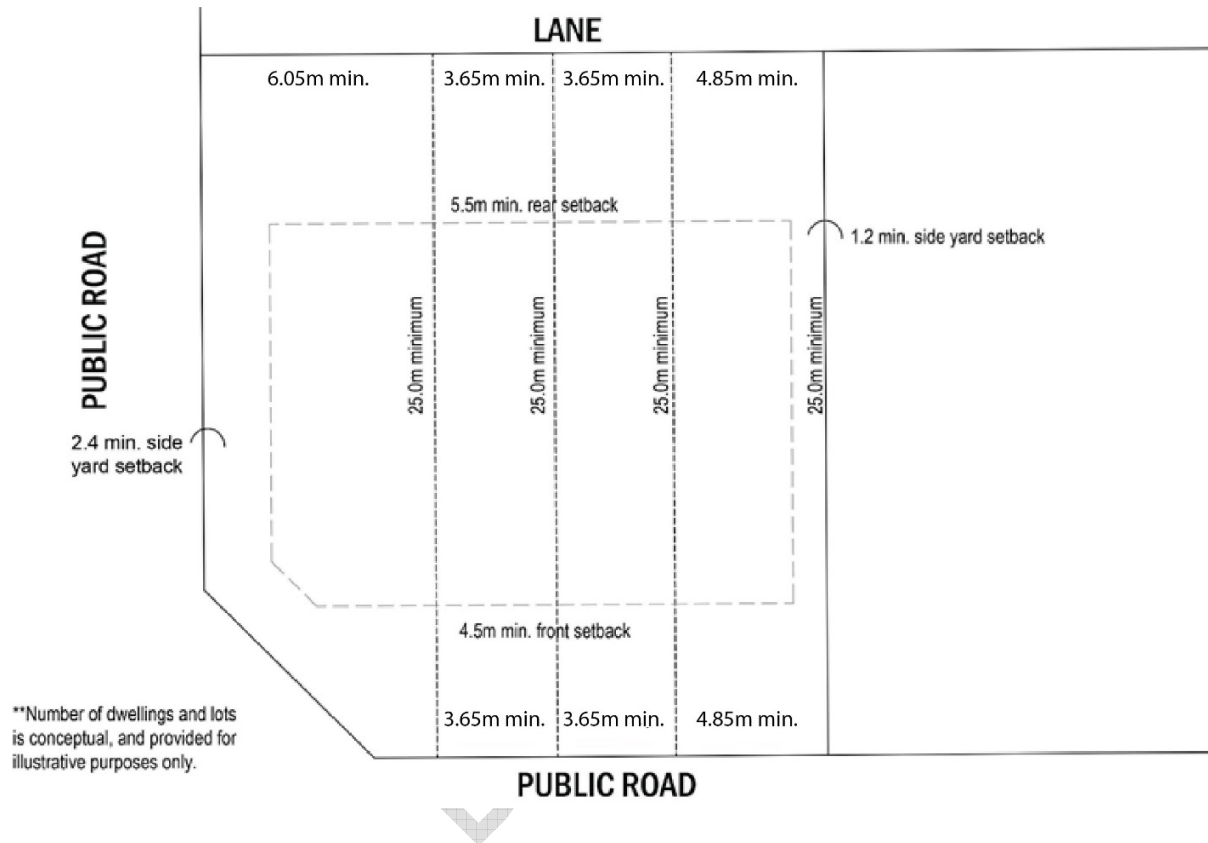 LANE
6.05m min.
3.65m min.
3.65m min.
4.85m min.
5.5m min. rear setback
1.2 min. side yard setback
PUBLIC ROAD
25.0m minimum
25.0m minimum
25.0m minimum
25.0m minimum
2.4 min. side
yard setback
4.5m min. front setback
**Number of dwellings and lots
is conceptual, and provided for
illustrative purposes only.
3.65m min.
3.65m min.
4.85m min.
PUBLIC ROAD